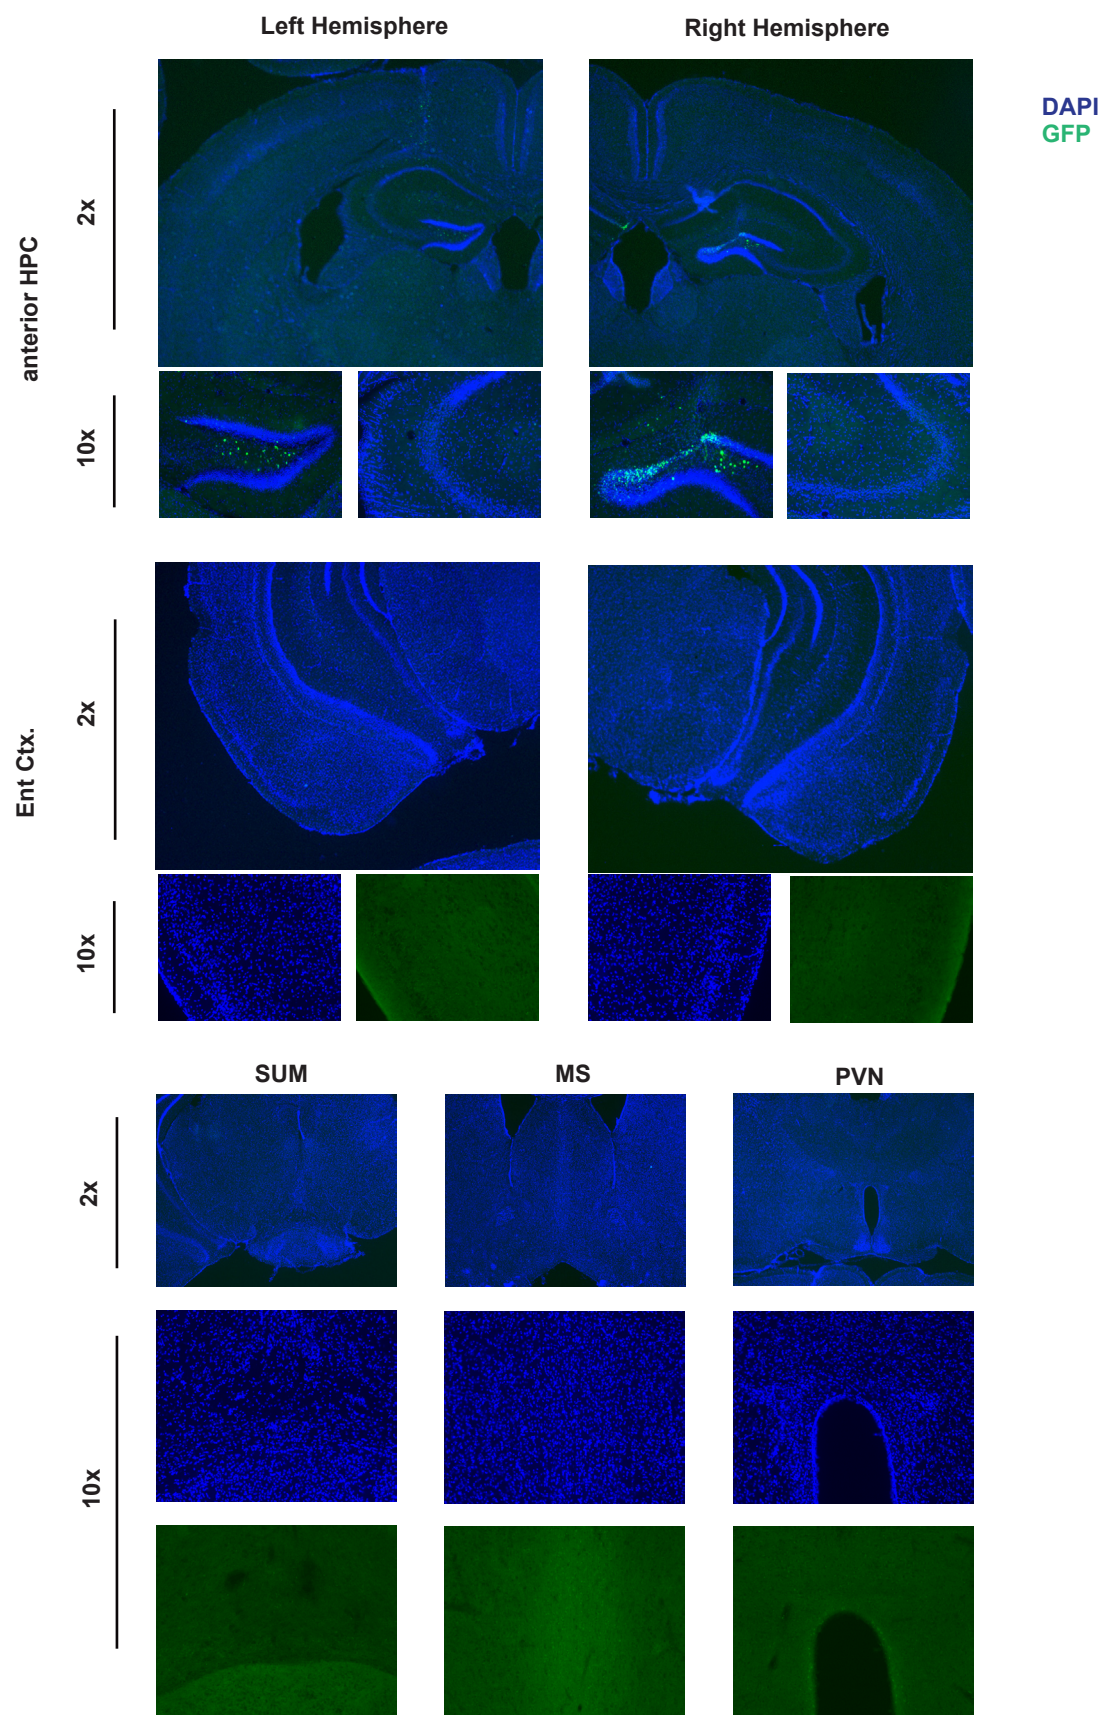 Left Hemisphere
Right Hemisphere
DAPI
GFP
anterior HPC
2x
10x
Ent Ctx.
2x
10x
SUM
MS
PVN
2x
10x